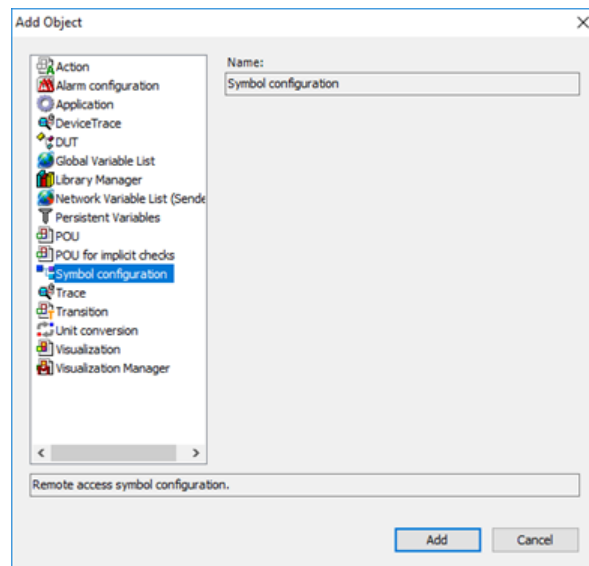 Add Object
Name:
Symbol configuration
Action
Alarm configuration
Application
DeviceTrace
DUT
Global Variable List
Library Manager
Network Variable List (Sende
Persistent Variables
POU
POU for implicit checks
Symbol configuration
Trace
Transition
Unit conversion
Visualization
Visualization Manager
Remote access symbol configuration.
Add
Cancel